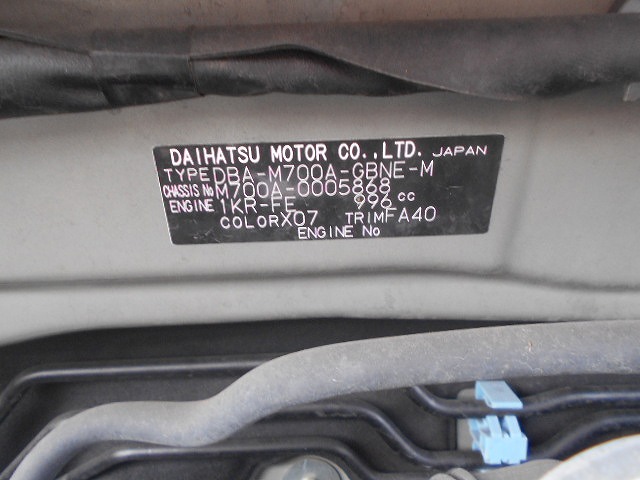 DAIHATSU MOTOR CO.,LTD. JAPAN
TYPE DBA-M700A-GBNE-M
CHASSIS No M700A-0005868
ENGINE 1KR-FE 996 cc
COLOR X07 TRIM FA40
ENGINE No